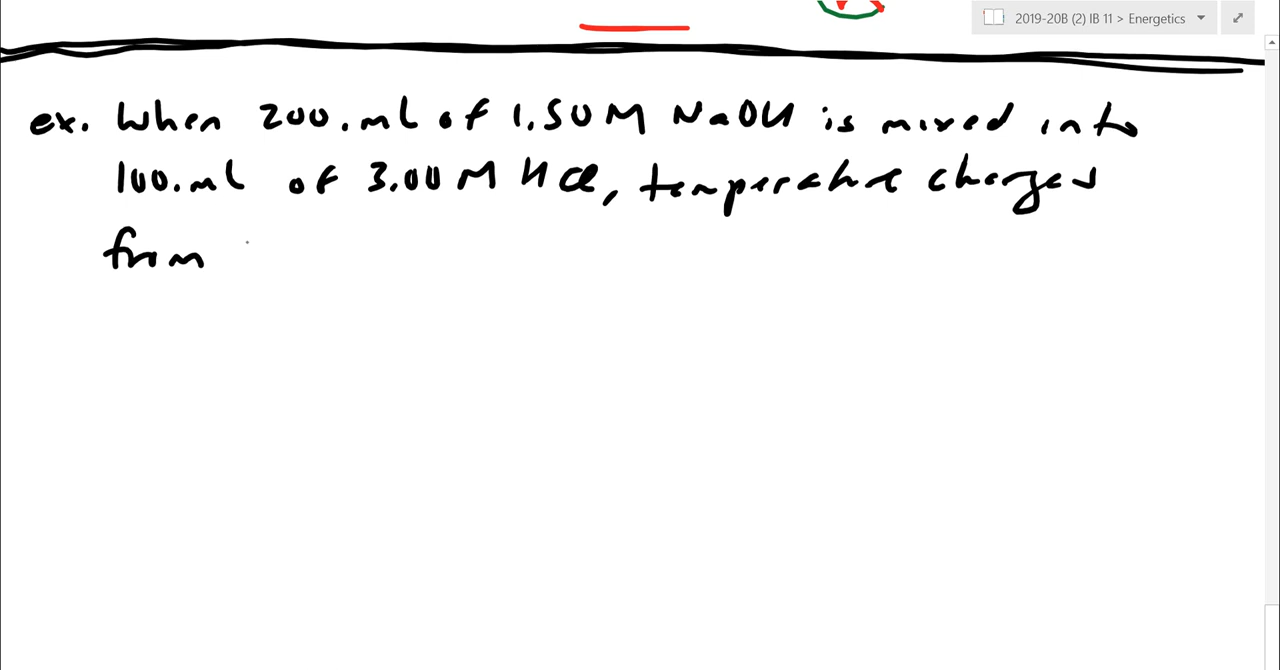 2019-20B (2) IB 11 > Energetics
ex. When 200.mL of 1.50M NaOH is mixed into
100.mL of 3.00M HCl, temperature changes
from